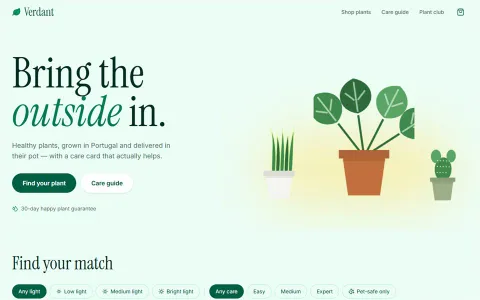 Verdant
Shop plants
Care guide
Plant club
Bring the
outside in.
Healthy plants, grown in Portugal and delivered in
their pot — with a care card that actually helps.
Find your plant
Care guide
30-day happy plant guarantee
Find your match
Any light
Low light
Medium light
Bright light
Any care
Easy
Medium
Expert
Pet-safe only